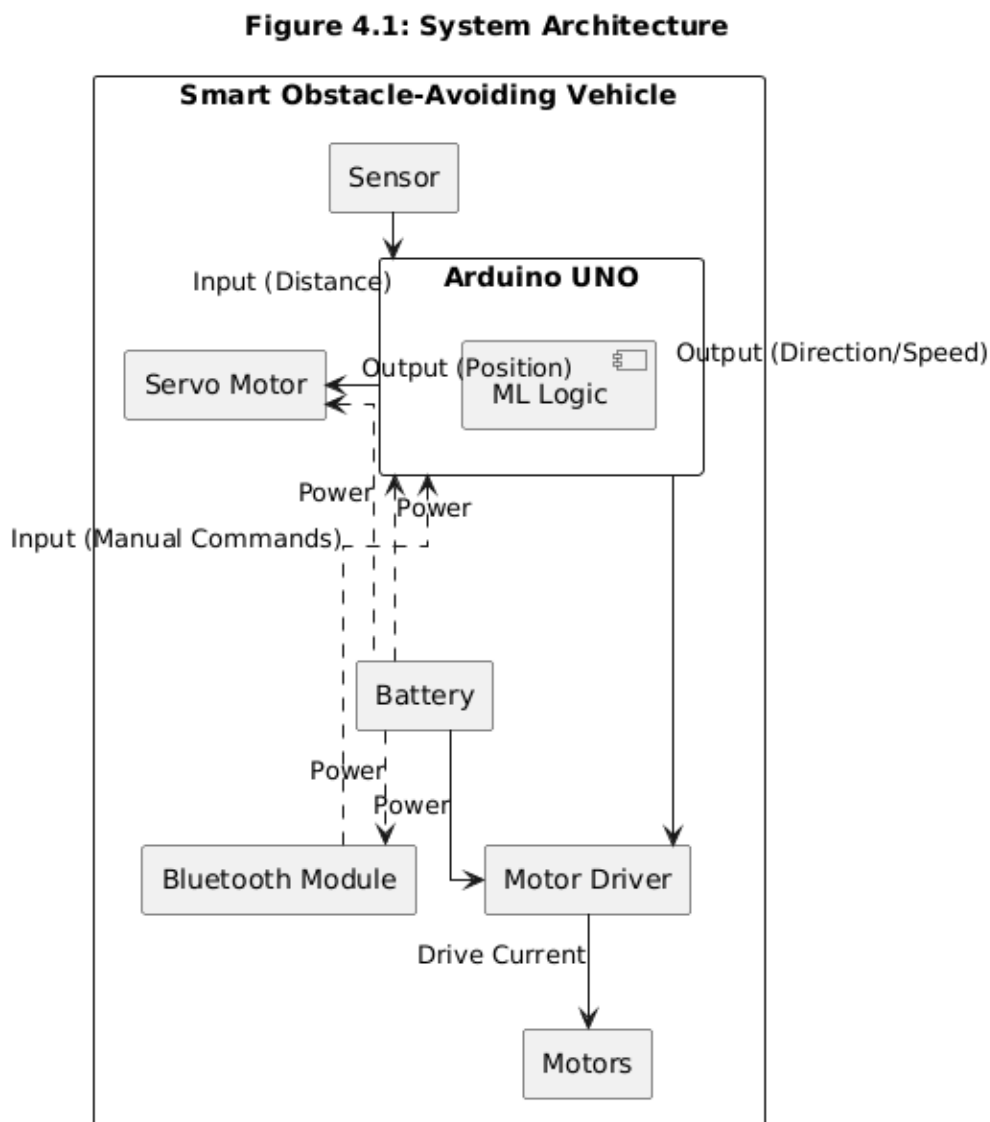 Figure 4.1: System Architecture
Smart Obstacle-Avoiding Vehicle
Sensor
Input (Distance)
Arduino UNO
Output (Direction/Speed)
Output (Position)
Servo Motor
ML Logic
Power
Power
Input (Manual Commands)
Battery
Power
Power
Bluetooth Module
Motor Driver
Drive Current
Motors